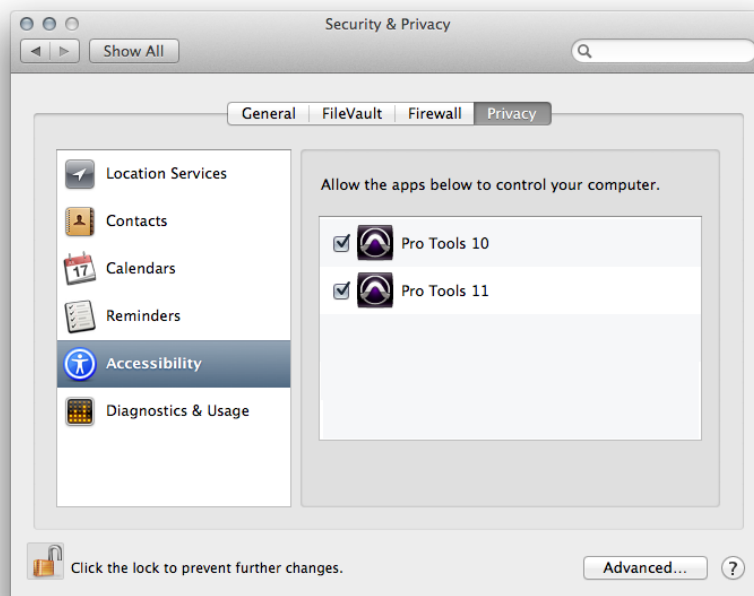 Security & Privacy
Show All
General FileVault Firewall Privacy
Location Services
Contacts
Calendars
Reminders
Accessibility
Diagnostics & Usage
Allow the apps below to control your computer.
Pro Tools 10
Pro Tools 11
Click the lock to prevent further changes.
Advanced... ?